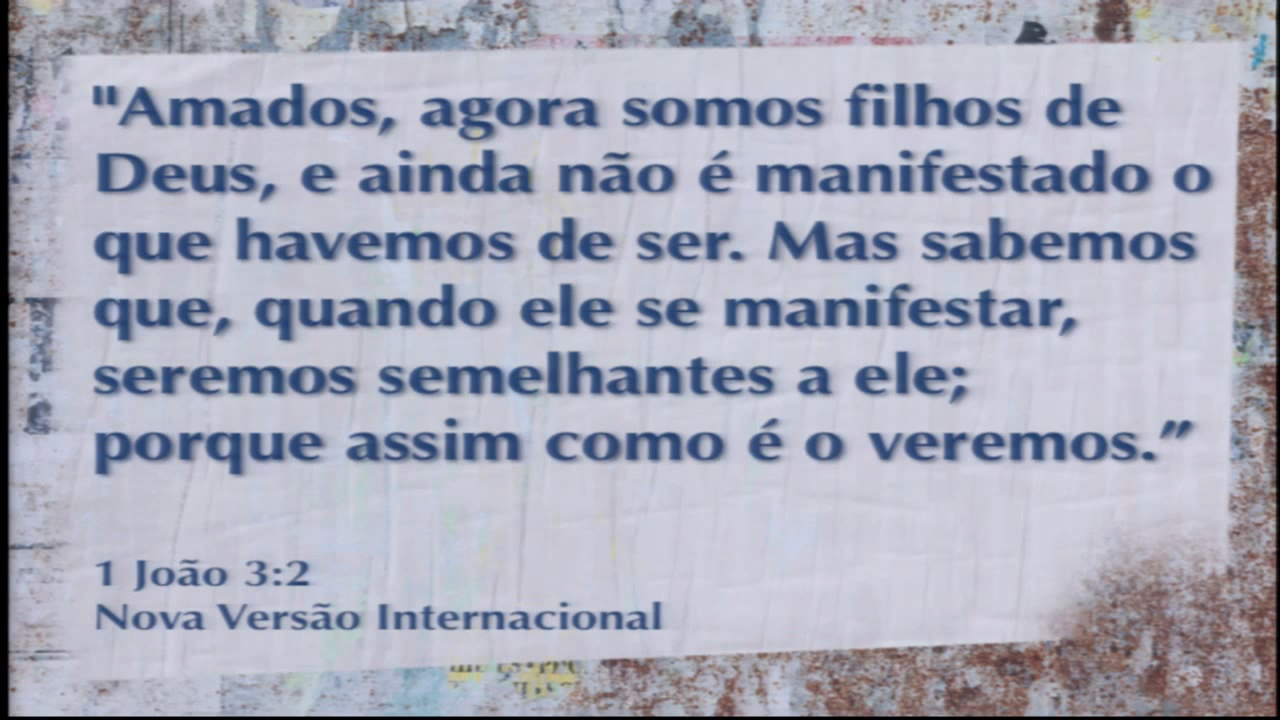 "Amados, agora somos filhos de
Deus, e ainda não é manifestado o
que havemos de ser. Mas sabemos
que, quando ele se manifestar,
seremos semelhantes a ele;
porque assim como é o veremos.”
1 João 3:2
Nova Versão Internacional